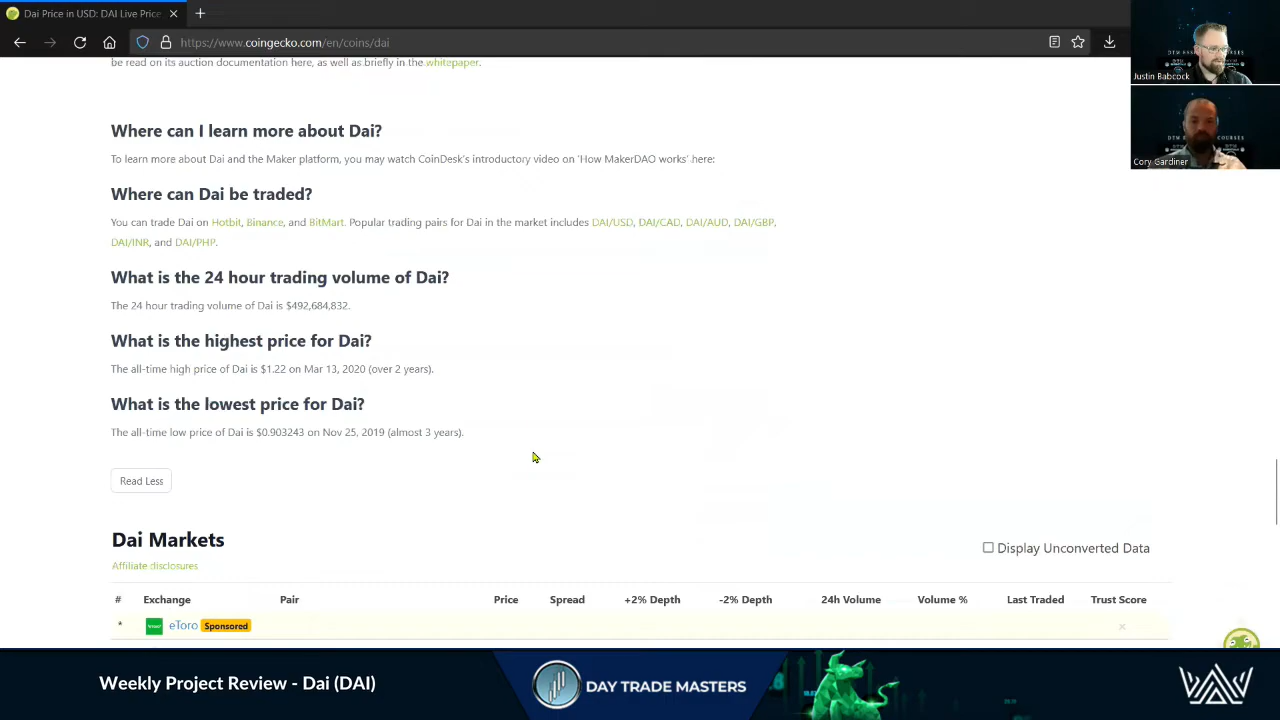 Dai Price in USD: DAI Live Price
https://www.coingecko.com/en/coins/dai
Justin Babcock
Cory Gardiner
be read on its auction documentation here, as well as briefly in the whitepaper.
Where can I learn more about Dai?
To learn more about Dai and the Maker platform, you may watch CoinDesk's introductory video on 'How MakerDAO works' here:
Where can Dai be traded?
You can trade Dai on Hotbit, Binance, and BitMart. Popular trading pairs for Dai in the market includes DAI/USD, DAI/CAD, DAI/AUD, DAI/GBP,
DAI/INR, and DAI/PHP.
What is the 24 hour trading volume of Dai?
The 24 hour trading volume of Dai is $492,684,832.
What is the highest price for Dai?
The all-time high price of Dai is $1.22 on Mar 13, 2020 (over 2 years).
What is the lowest price for Dai?
The all-time low price of Dai is $0.903243 on Nov 25, 2019 (almost 3 years).
Read Less
Dai Markets
Display Unconverted Data
Affiliate disclosures
# Exchange Pair Price Spread +2% Depth -2% Depth 24h Volume Volume % Last Traded Trust Score
* eToro Sponsored
Weekly Project Review - Dai (DAI)
DAY TRADE MASTERS